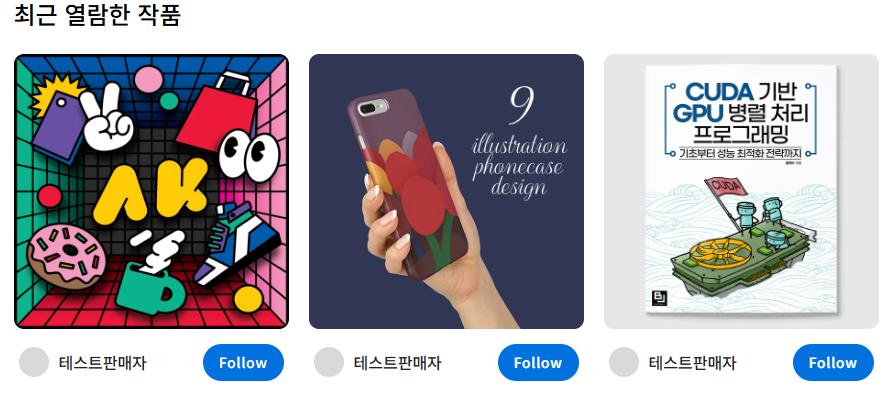 최근 열람한 작품
AK
9
illustration
phonecase
design
CUDA 기반
GPU 병렬 처리
프로그래밍
기초부터 성능 최적화 전략까지
CUDA
BJ
테스트판매자
Follow
테스트판매자
Follow
테스트판매자
Follow